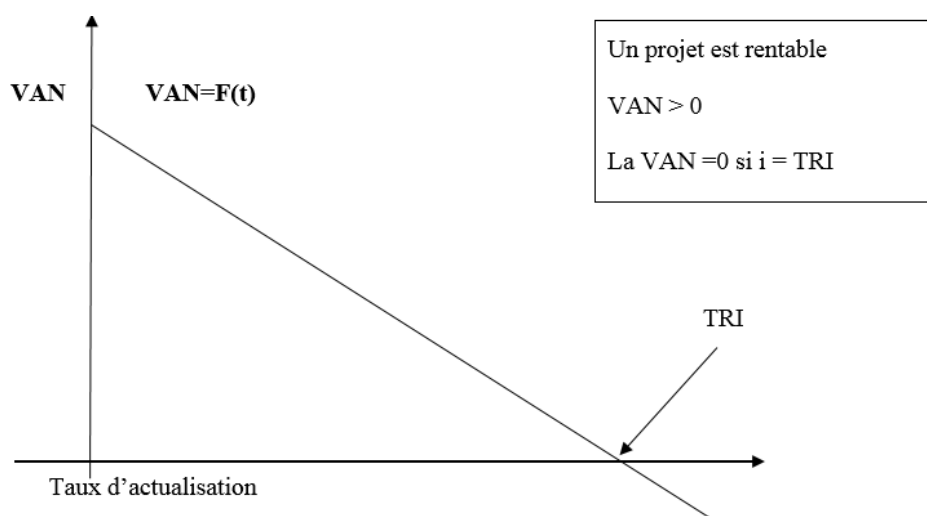 VAN
VAN=F(t)
Un projet est rentable
VAN > 0
La VAN =0 si i = TRI
TRI
Taux d’actualisation